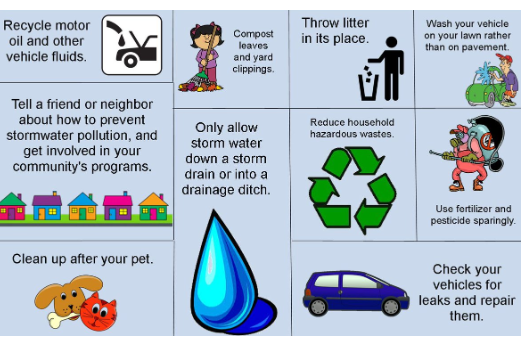 Recycle motor
oil and other
vehicle fluids.
Compost
leaves
and yard
clippings.
Throw litter
in its place.
Wash your vehicle
on your lawn rather
than on pavement.
Tell a friend or neighbor
about how to prevent
stormwater pollution, and
get involved in your
community's programs.
Only allow
storm water
down a storm
drain or into a
drainage ditch.
Reduce household
hazardous wastes.
Use fertilizer and
pesticide sparingly.
Clean up after your pet.
Check your
vehicles for
leaks and repair
them.